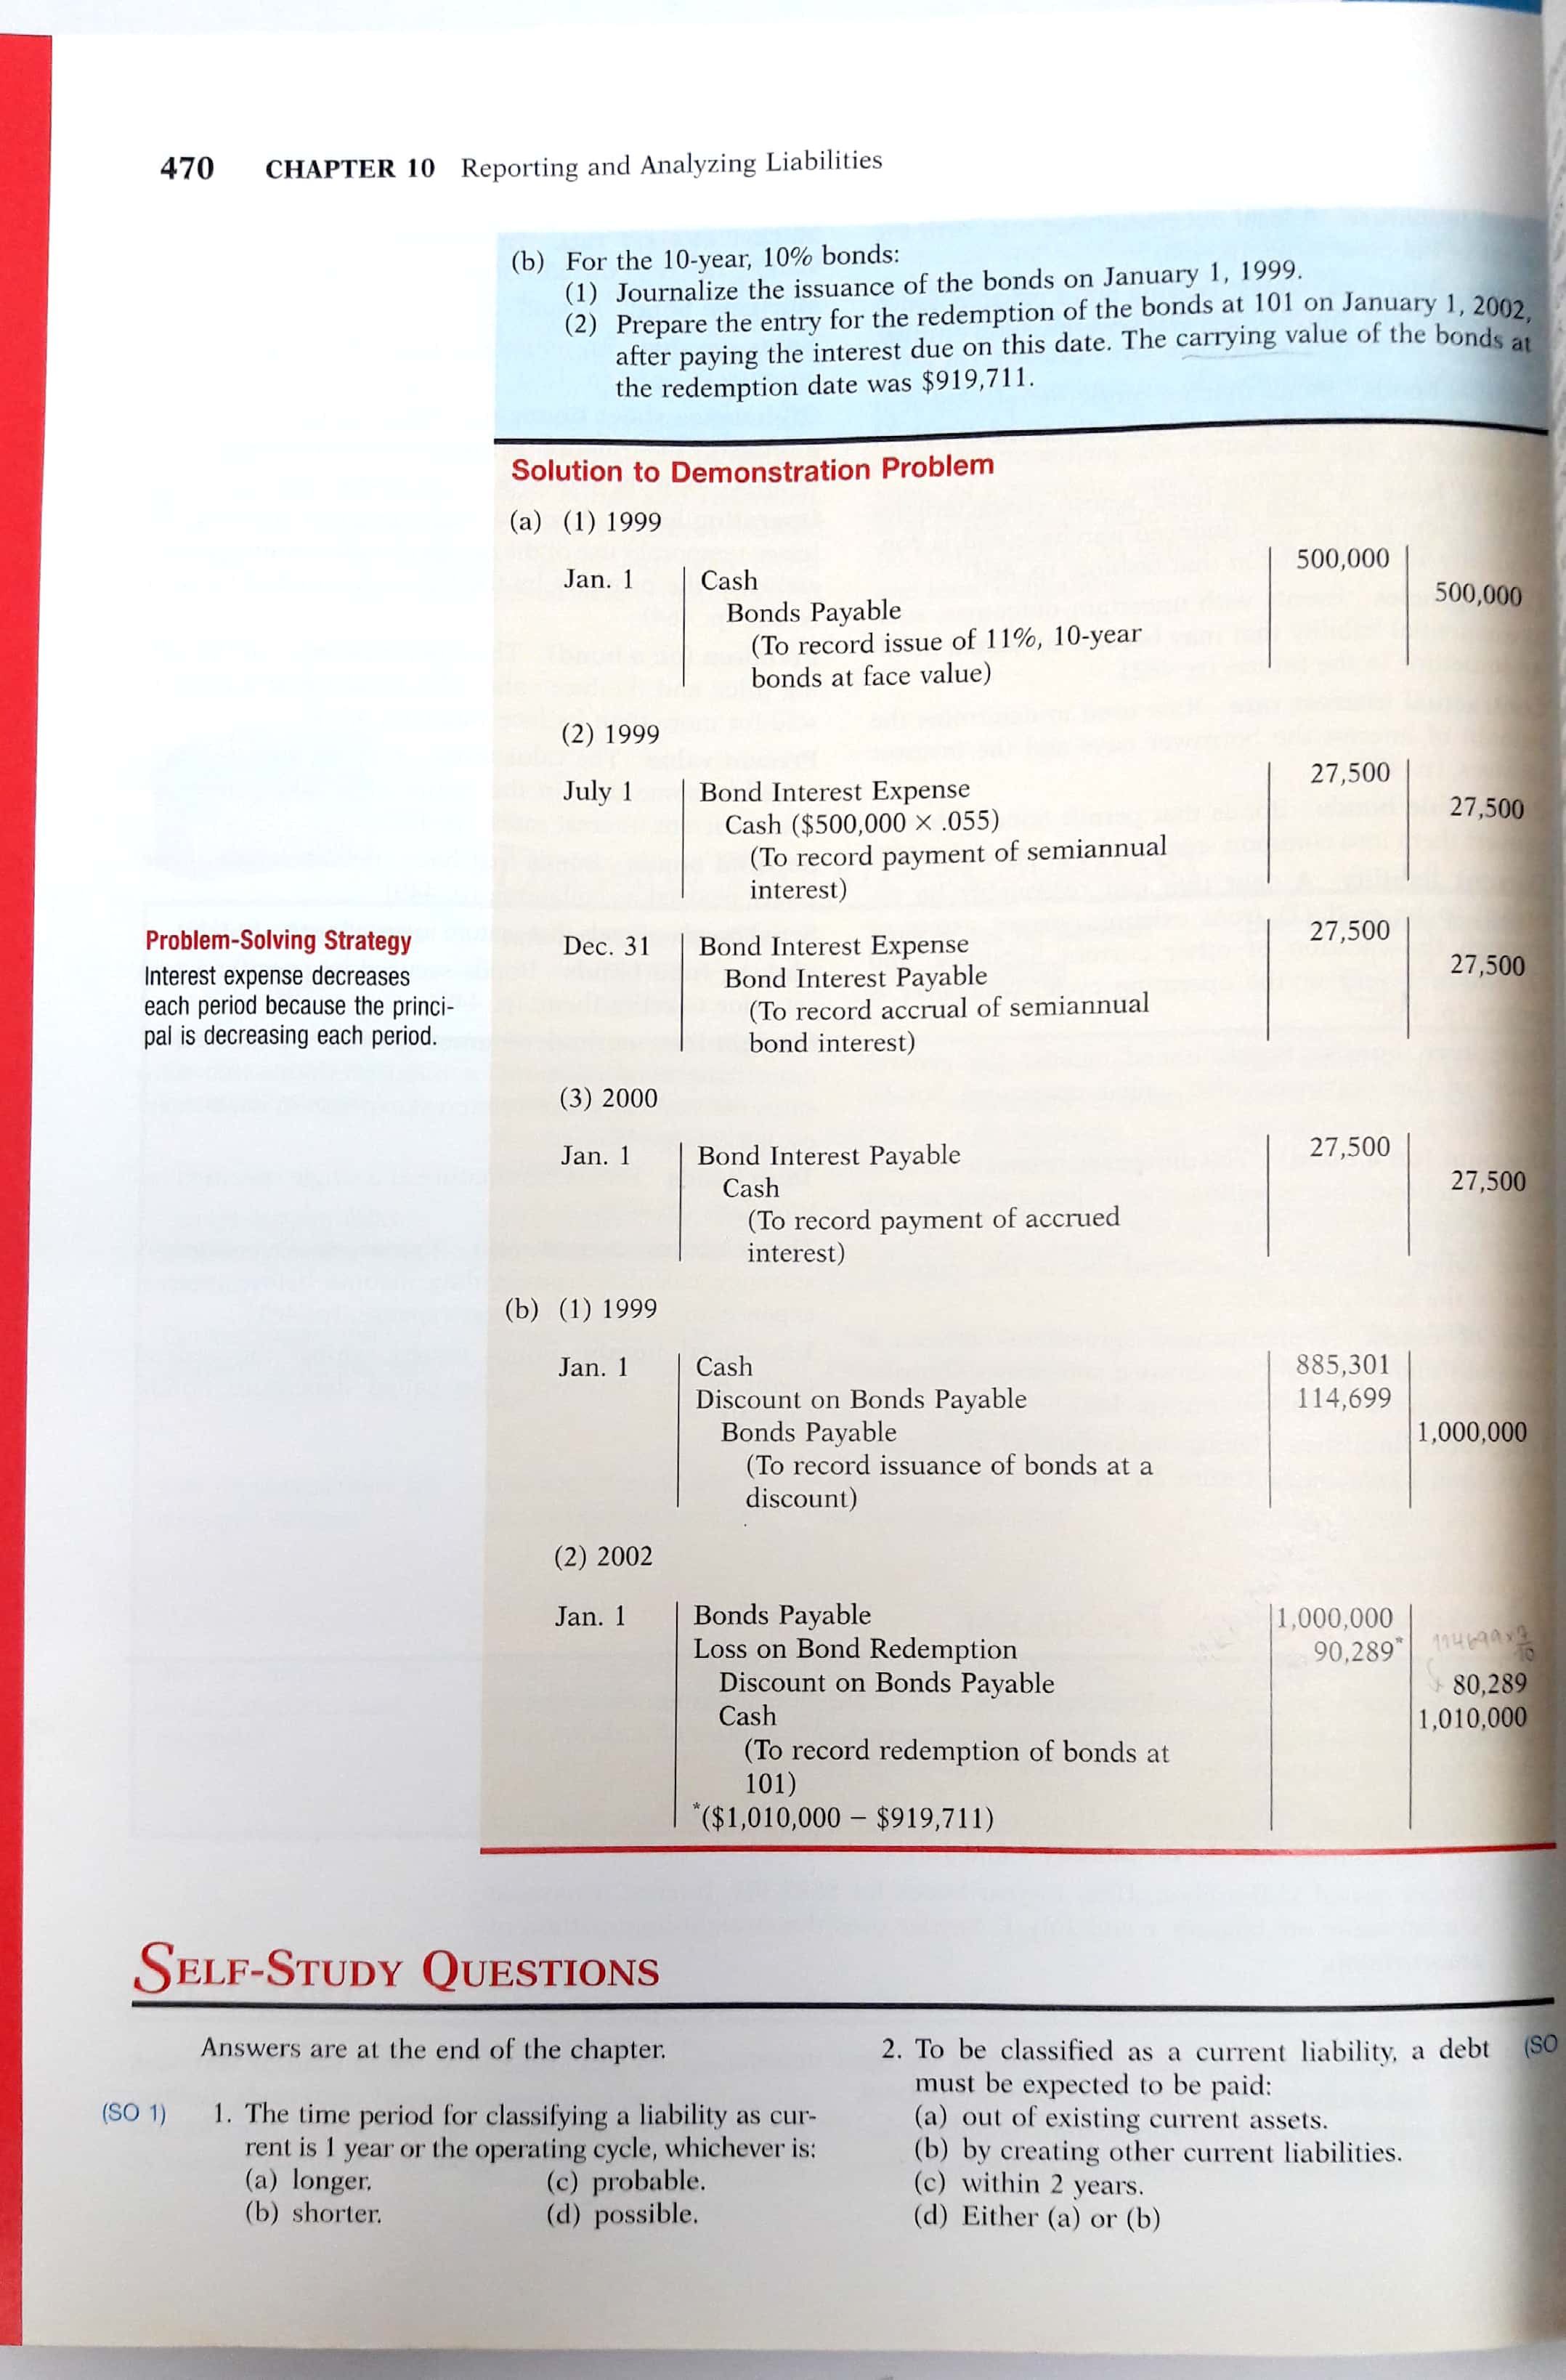 470 CHAPTER 10 Reporting and Analyzing Liabilities
(b) For the 10-year, 10% bonds:
(1) Journalize the issuance of the bonds on January 1, 1999.
(2) Prepare the entry for the redemption of the bonds at 101 on January 1, 2002,
after paying the interest due on this date. The carrying value of the bonds at
the redemption date was $919,711.
Solution to Demonstration Problem
(a) (1) 1999
Jan. 1 Cash 500,000
Bonds Payable 500,000
(To record issue of 11%, 10-year
bonds at face value)
(2) 1999
July 1 Bond Interest Expense 27,500
Cash ($500,000 × .055) 27,500
(To record payment of semiannual
interest)
Problem-Solving Strategy
Interest expense decreases
each period because the princi-
pal is decreasing each period.
Dec. 31 Bond Interest Expense 27,500
Bond Interest Payable 27,500
(To record accrual of semiannual
bond interest)
(3) 2000
Jan. 1 Bond Interest Payable 27,500
Cash 27,500
(To record payment of accrued
interest)
(b) (1) 1999
Jan. 1 Cash 885,301
Discount on Bonds Payable 114,699
Bonds Payable 1,000,000
(To record issuance of bonds at a
discount)
(2) 2002
Jan. 1 Bonds Payable 1,000,000
Loss on Bond Redemption 90,289* 114699 × 7/10
Discount on Bonds Payable 80,289
Cash 1,010,000
(To record redemption of bonds at
101)
*($1,010,000 – $919,711)
SELF-STUDY QUESTIONS
Answers are at the end of the chapter.
(SO 1) 1. The time period for classifying a liability as cur-
rent is 1 year or the operating cycle, whichever is:
(a) longer. (c) probable.
(b) shorter. (d) possible.
2. To be classified as a current liability, a debt (SO
must be expected to be paid:
(a) out of existing current assets.
(b) by creating other current liabilities.
(c) within 2 years.
(d) Either (a) or (b)